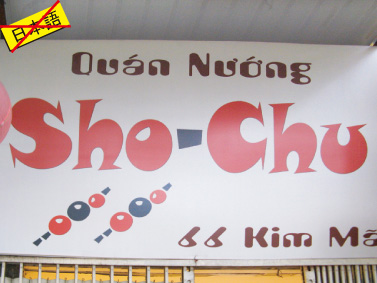 日本語
Quán Nướng
Sho-Chu
66 Kim Mã